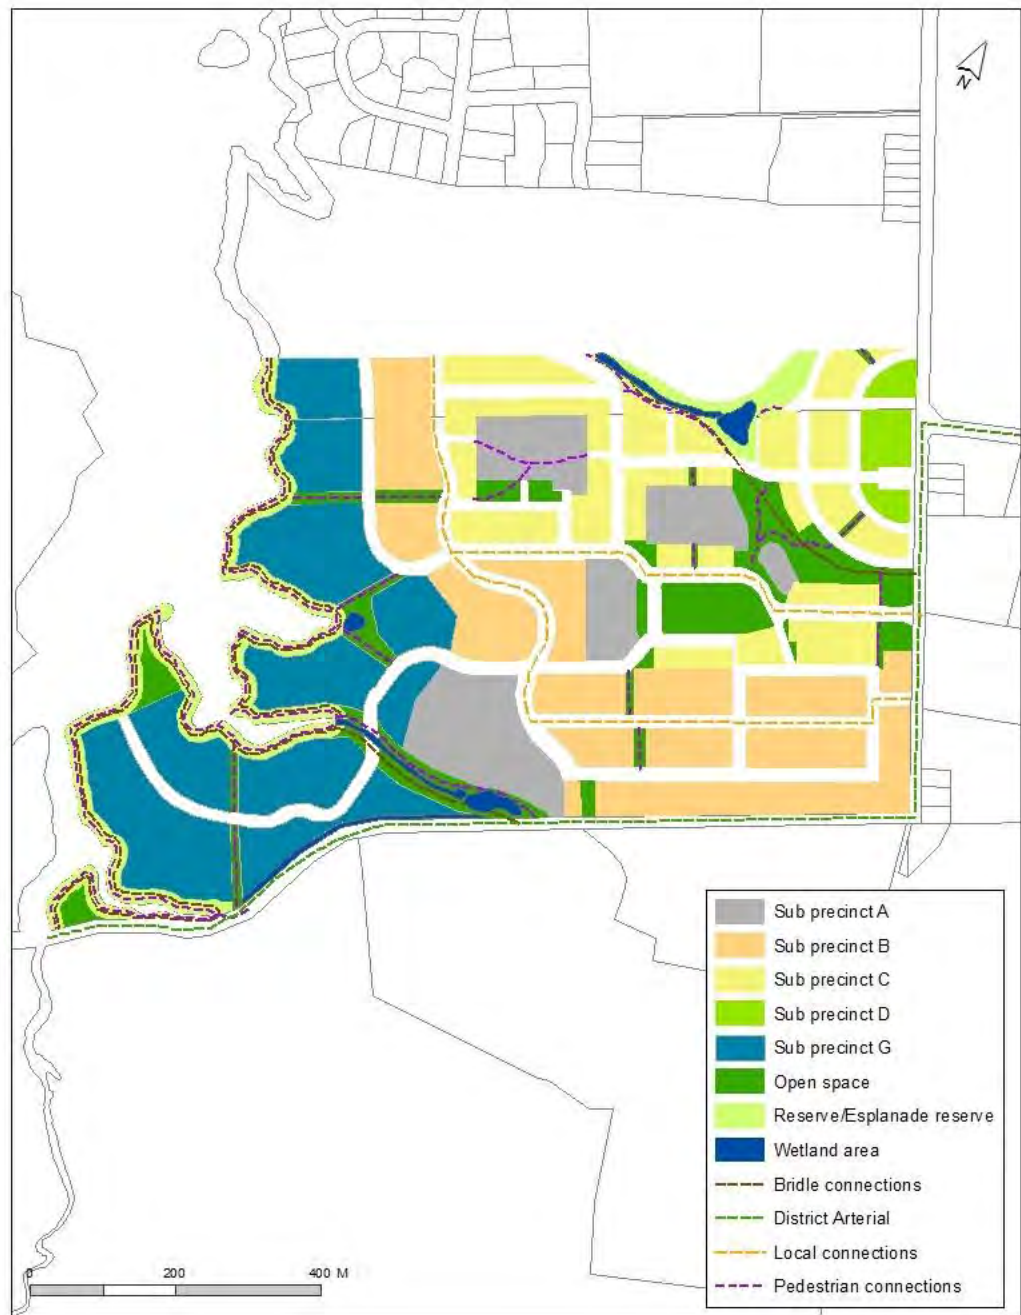 N
Sub precinct A
Sub precinct B
Sub precinct C
Sub precinct D
Sub precinct G
Open space
Reserve/Esplanade reserve
Wetland area
Bridle connections
District Arterial
Local connections
Pedestrian connections
0 200 400 M